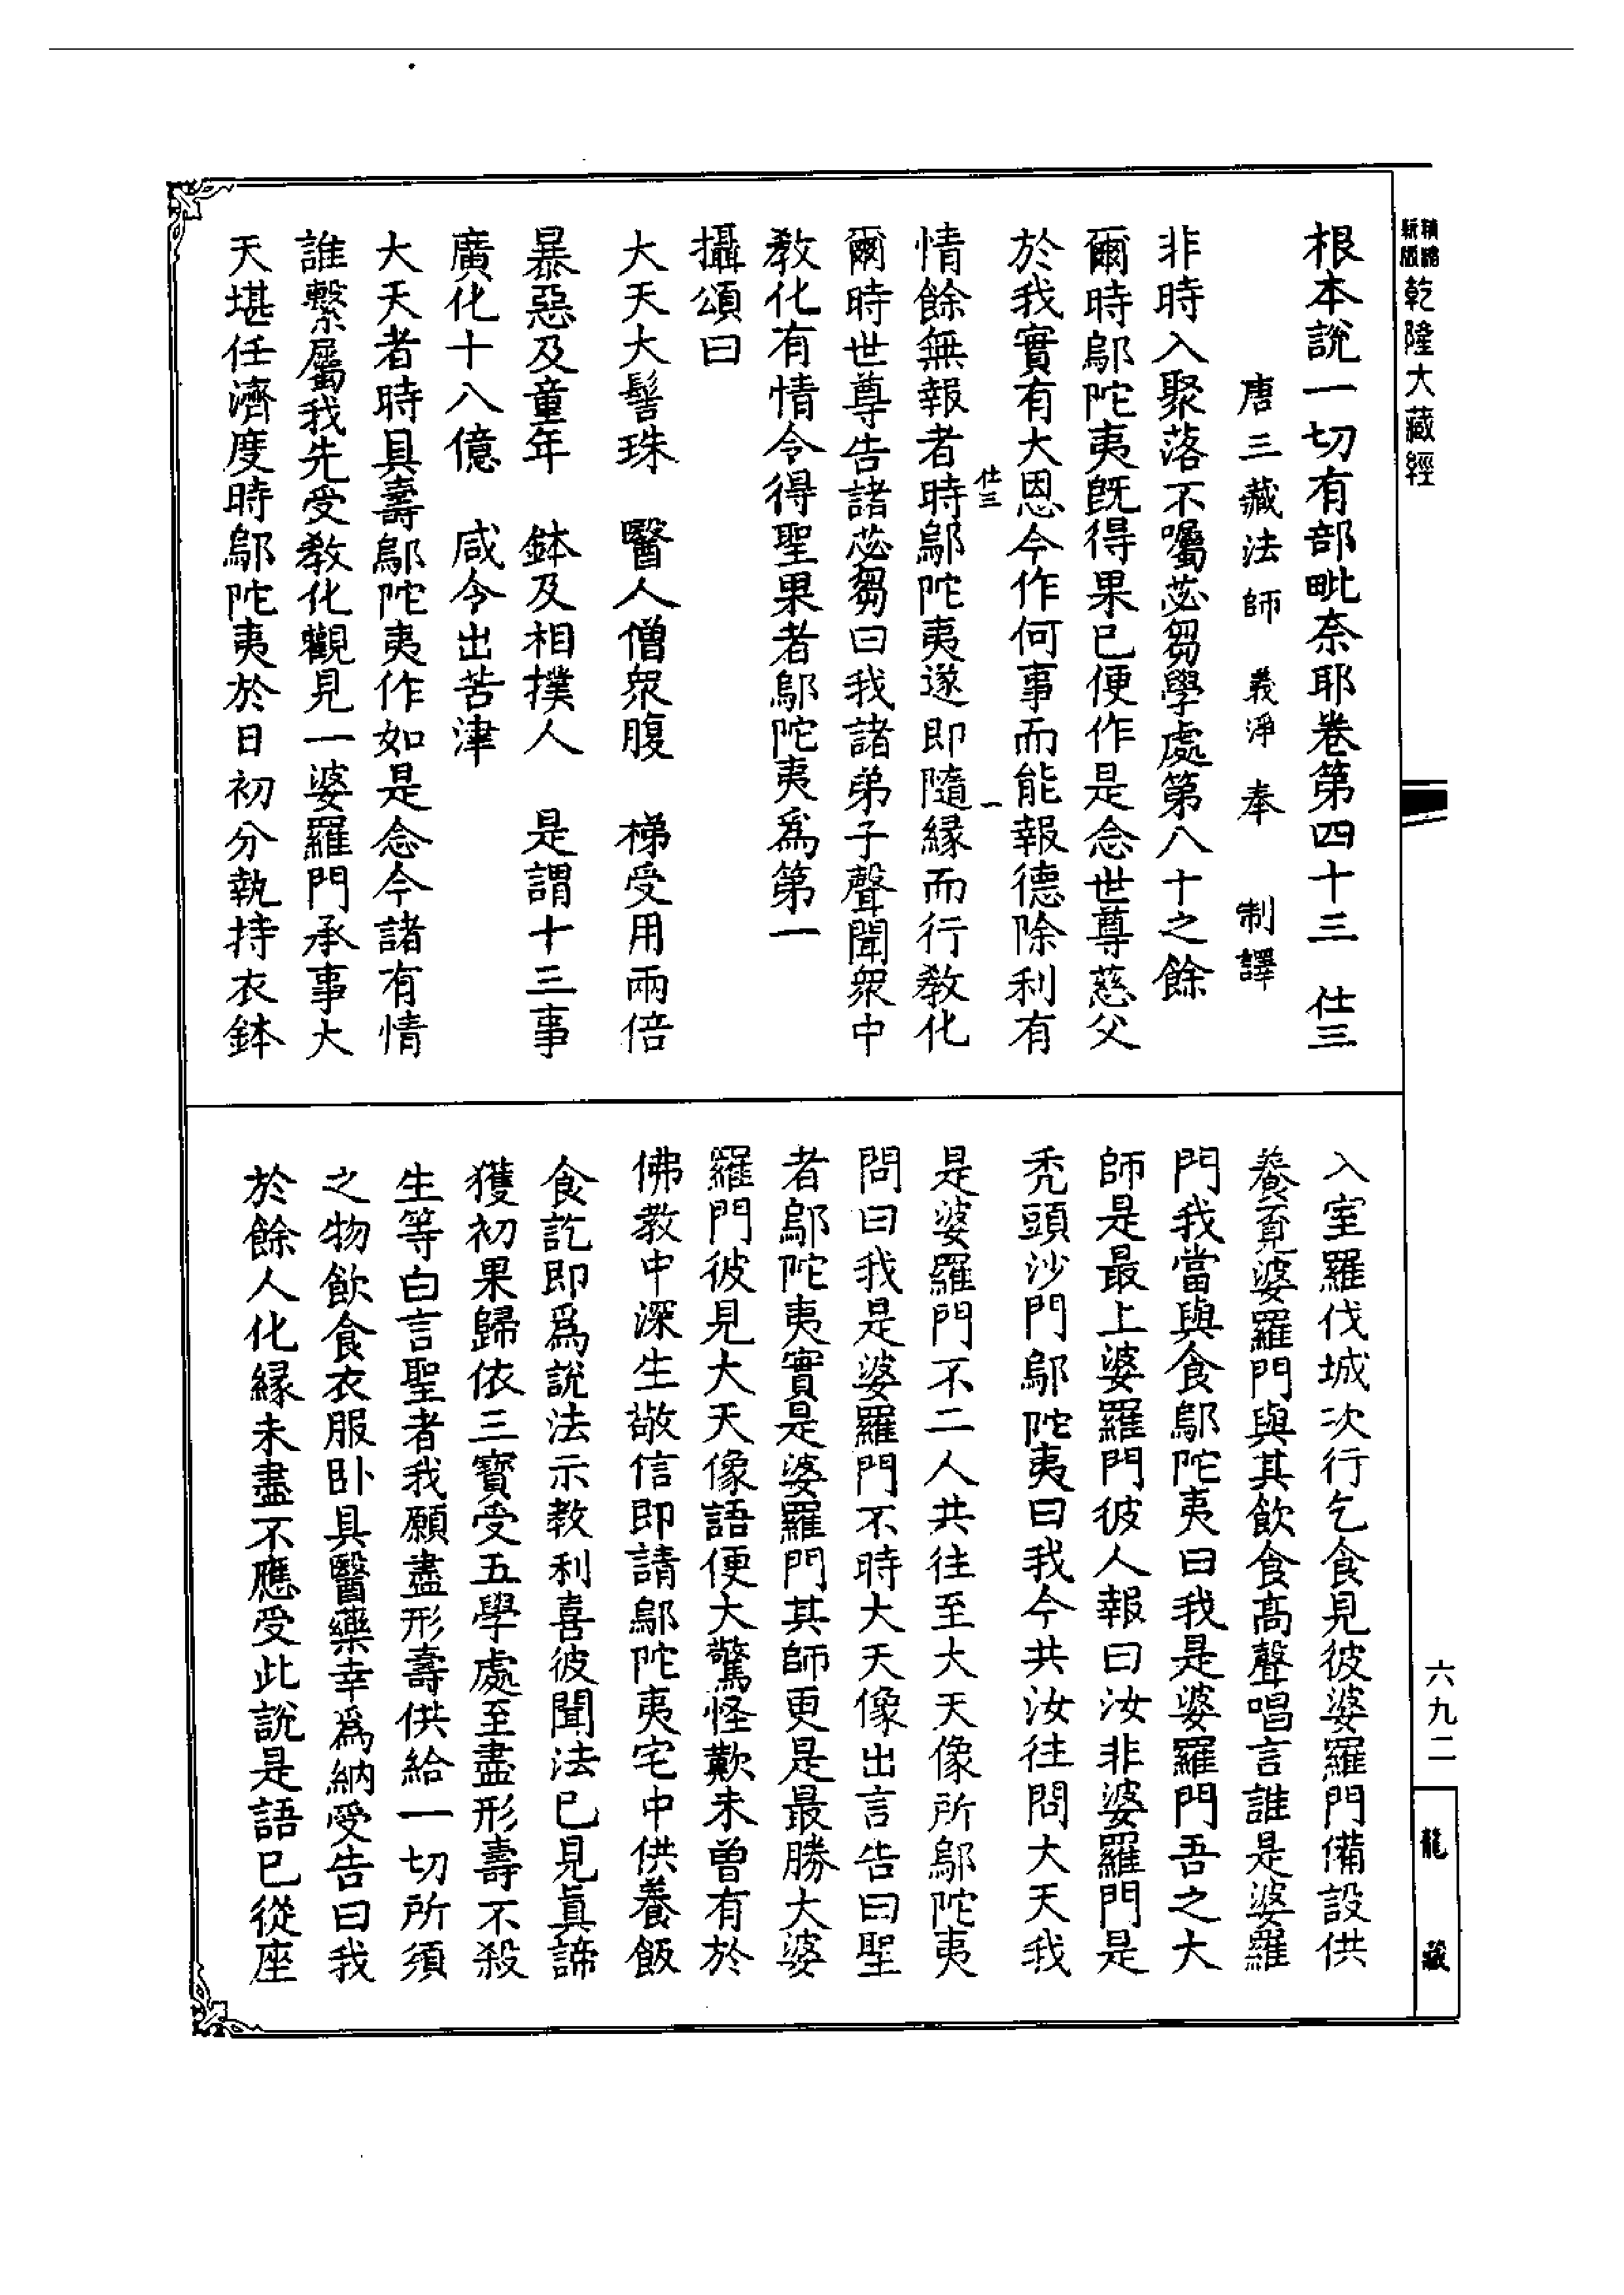 精縮新版乾隆大藏經
根本說一切有部毗奈耶卷第四十三 仕三
唐三藏法師 義淨 奉 制譯
非時入聚落不囑苾芻學處第八十之餘
爾時鄔陀夷既得果已便作是念世尊慈父
於我實有大恩今作何事而能報德除利有
仕三 一
情餘無報者時鄔陀夷遂即隨緣而行教化
爾時世尊告諸苾芻曰我諸弟子聲聞眾中
教化有情令得聖果者鄔陀夷為第一
攝頌曰
大天大髻珠 醫人僧眾腹 梯受用兩倍
暴惡及童年 鉢及相撲人 是謂十三事
廣化十八億 咸令出苦津
大天者時具壽鄔陀夷作如是念今諸有情
誰繫屬我先受教化觀見一婆羅門承事大
天堪任濟度時鄔陀夷於日初分執持衣鉢
入室羅伐城次行乞食見彼婆羅門備設供
養百婆羅門與其飲食高聲唱言誰是婆羅
門我當與食鄔陀夷曰我是婆羅門吾之大
師是最上婆羅門彼人報曰汝非婆羅門是
禿頭沙門鄔陀夷曰我今共汝往問大天我
是婆羅門不二人共往至大天像所鄔陀夷
問曰我是婆羅門不時大天像出言告曰聖
者鄔陀夷實是婆羅門其師更是最勝大婆
羅門彼見大天像語便大驚怪歎未曾有於
佛教中深生敬信即請鄔陀夷宅中供養飯
食訖即為說法示教利喜彼聞法已見真諦
獲初果歸依三寶受五學處至盡形壽不殺
生等白言聖者我願盡形壽供給一切所須
之物飲食衣服臥具醫藥幸為納受告曰我
於餘人化緣未盡不應受此說是語已從座
六九二
龍藏